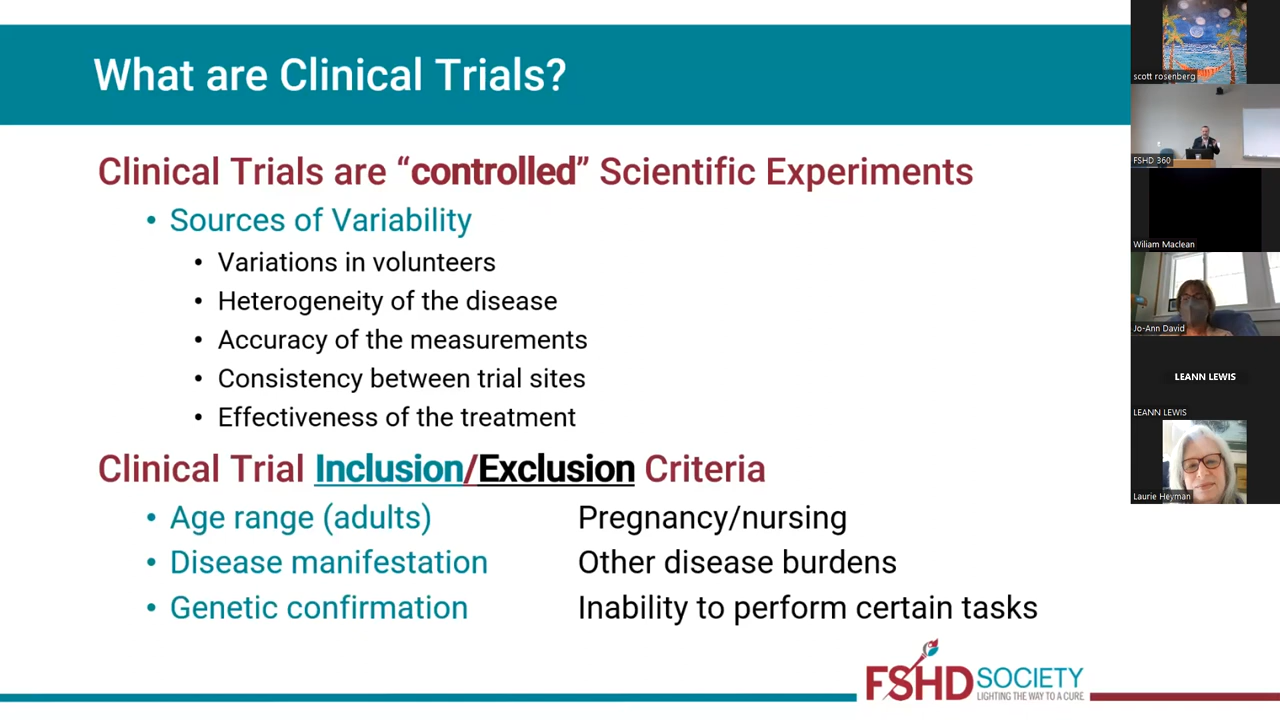 What are Clinical Trials?
Clinical Trials are “controlled” Scientific Experiments
• Sources of Variability
• Variations in volunteers
• Heterogeneity of the disease
• Accuracy of the measurements
• Consistency between trial sites
• Effectiveness of the treatment
Clinical Trial Inclusion/Exclusion Criteria
• Age range (adults) Pregnancy/nursing
• Disease manifestation Other disease burdens
• Genetic confirmation Inability to perform certain tasks
FSHD SOCIETY
LIGHTING THE WAY TO A CURE
scott rosenberg
FSHD 360
Wiliam Maclean
Jo-Ann David
LEANN LEWIS
LEANN LEWIS
Laurie Heyman